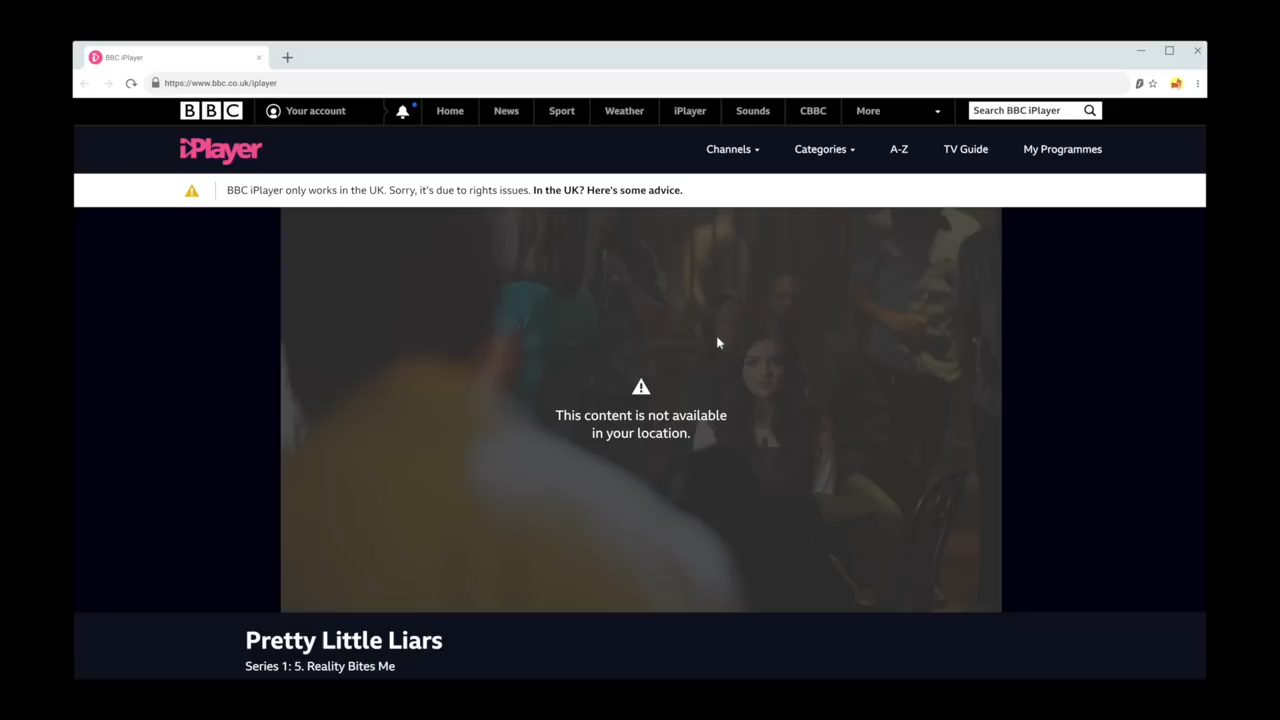 BBC iPlayer
https://www.bbc.co.uk/iplayer
BBC Your account Home News Sport Weather iPlayer Sounds CBBC More Search BBC iPlayer
iPlayer Channels Categories A-Z TV Guide My Programmes
BBC iPlayer only works in the UK. Sorry, it's due to rights issues. In the UK? Here's some advice.
This content is not available
in your location.
Pretty Little Liars
Series 1: 5. Reality Bites Me